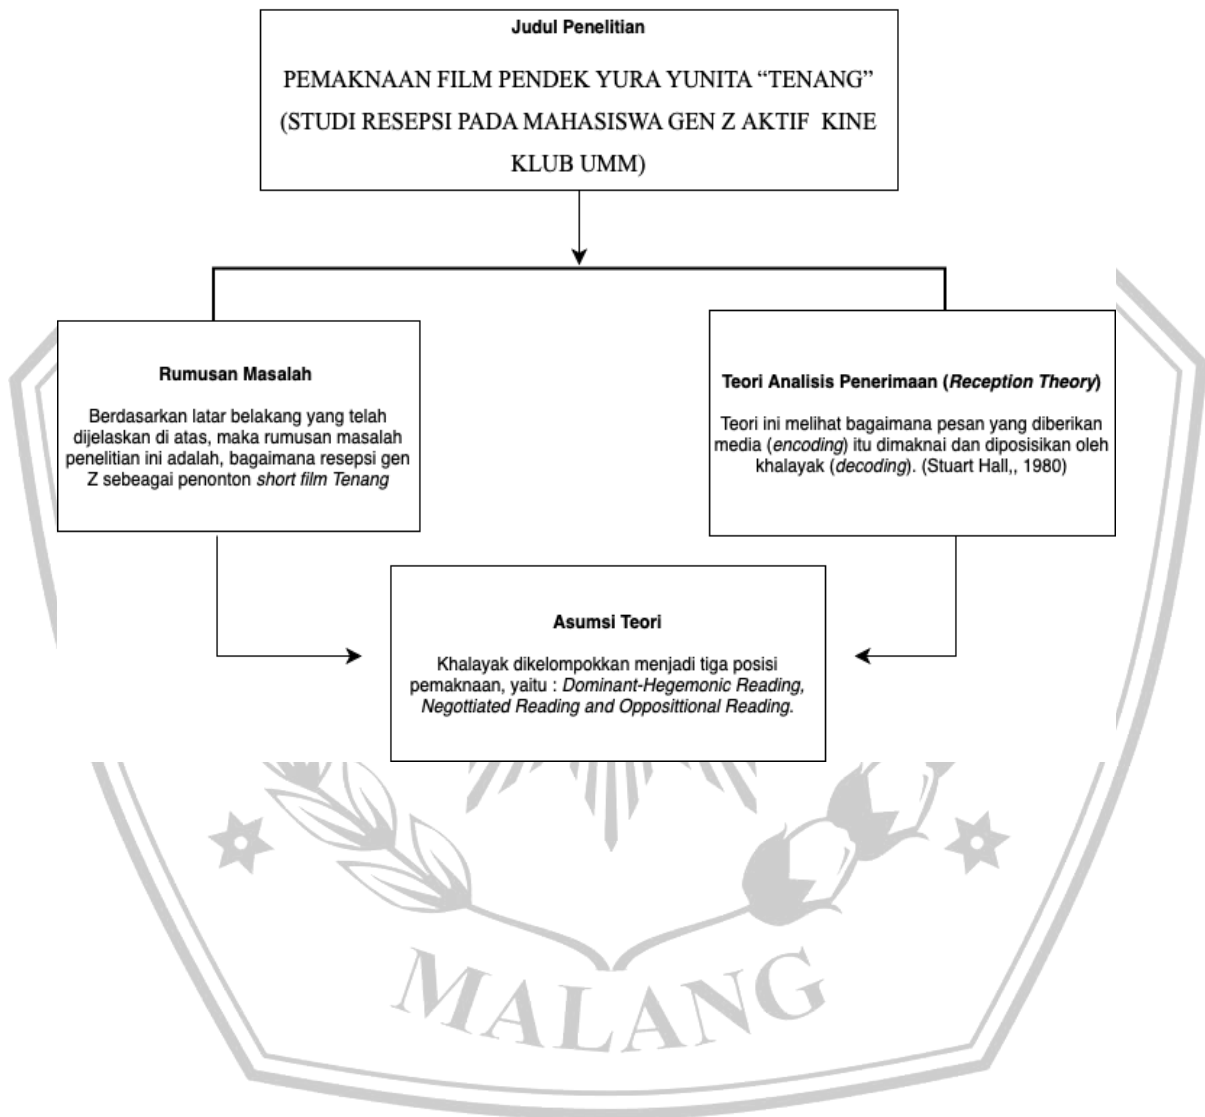 Judul Penelitian
PEMAKNAAN FILM PENDEK YURA YUNITA “TENANG”
(STUDI RESEPSI PADA MAHASISWA GEN Z AKTIF KINE
KLUB UMM)
Rumusan Masalah
Berdasarkan latar belakang yang telah
dijelaskan di atas, maka rumusan masalah
penelitian ini adalah, bagaimana resepsi gen
Z sebeagai penonton short film Tenang
Teori Analisis Penerimaan (Reception Theory)
Teori ini melihat bagaimana pesan yang diberikan
media (encoding) itu dimaknai dan diposisikan oleh
khalayak (decoding). (Stuart Hall,, 1980)
Asumsi Teori
Khalayak dikelompokkan menjadi tiga posisi
pemaknaan, yaitu : Dominant-Hegemonic Reading,
Negottiated Reading and Opposittional Reading.
MALANG